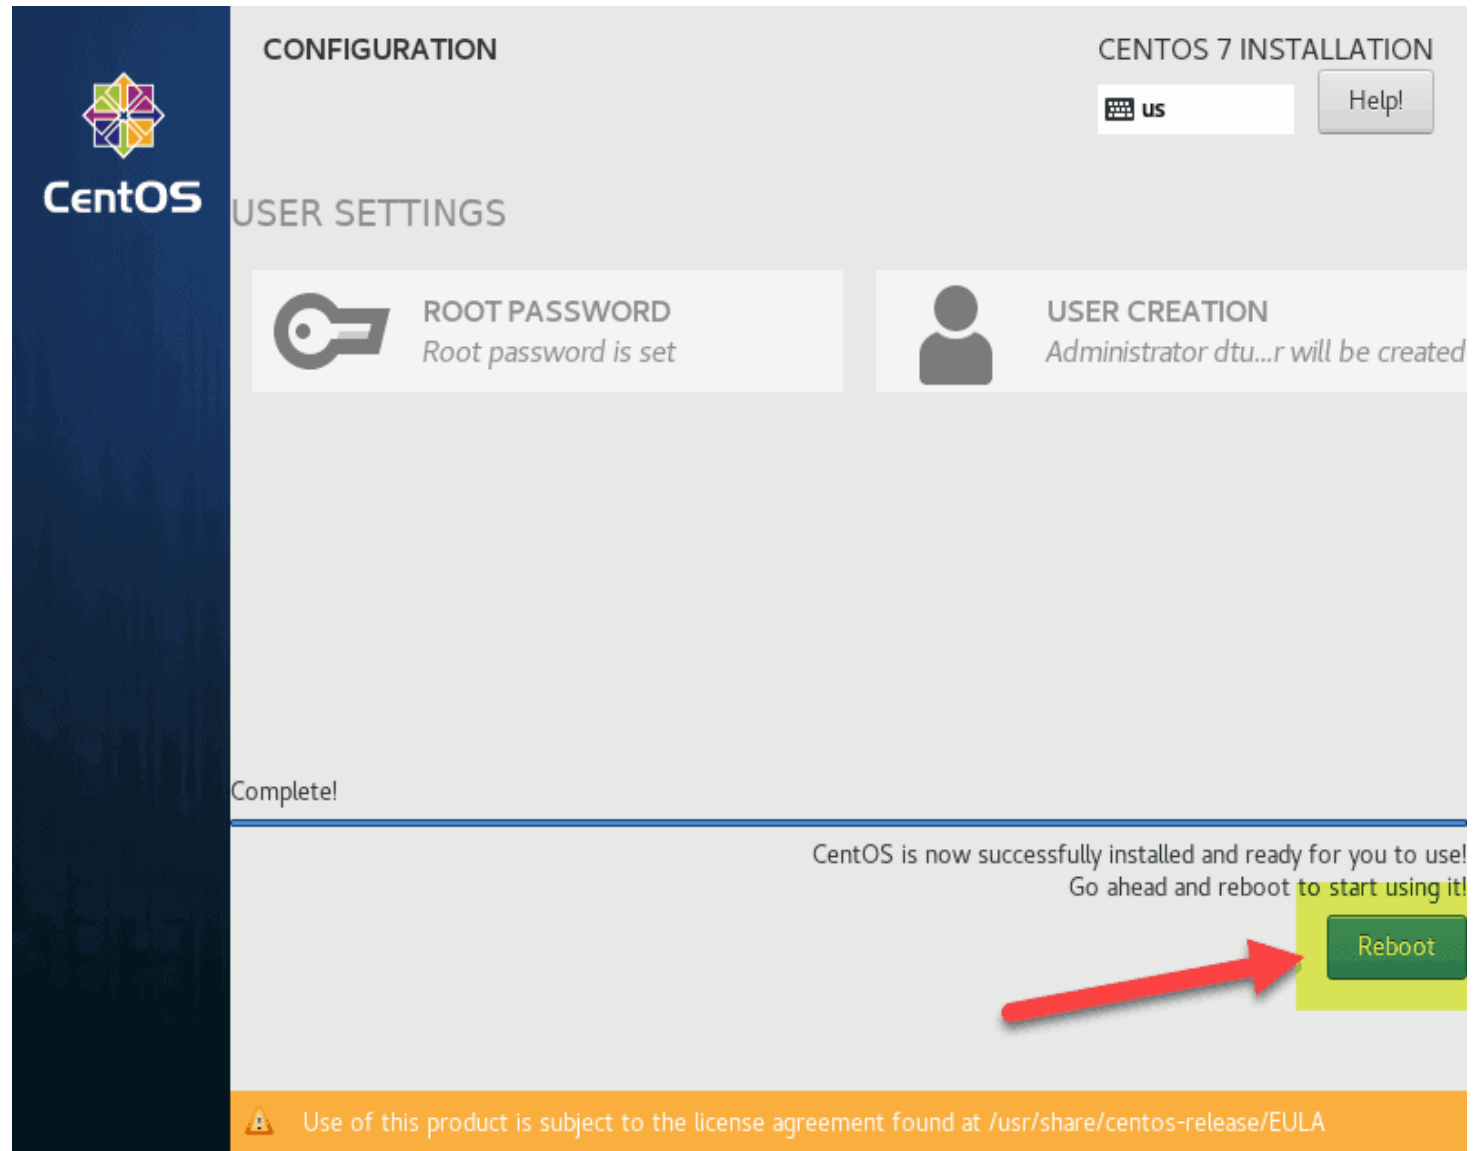 CONFIGURATION
CENTOS 7 INSTALLATION
us
Help!
CentOS
USER SETTINGS
ROOT PASSWORD
Root password is set
USER CREATION
Administrator dtu...r will be created
Complete!
CentOS is now successfully installed and ready for you to use!
Go ahead and reboot to start using it!
Reboot
Use of this product is subject to the license agreement found at /usr/share/centos-release/EULA